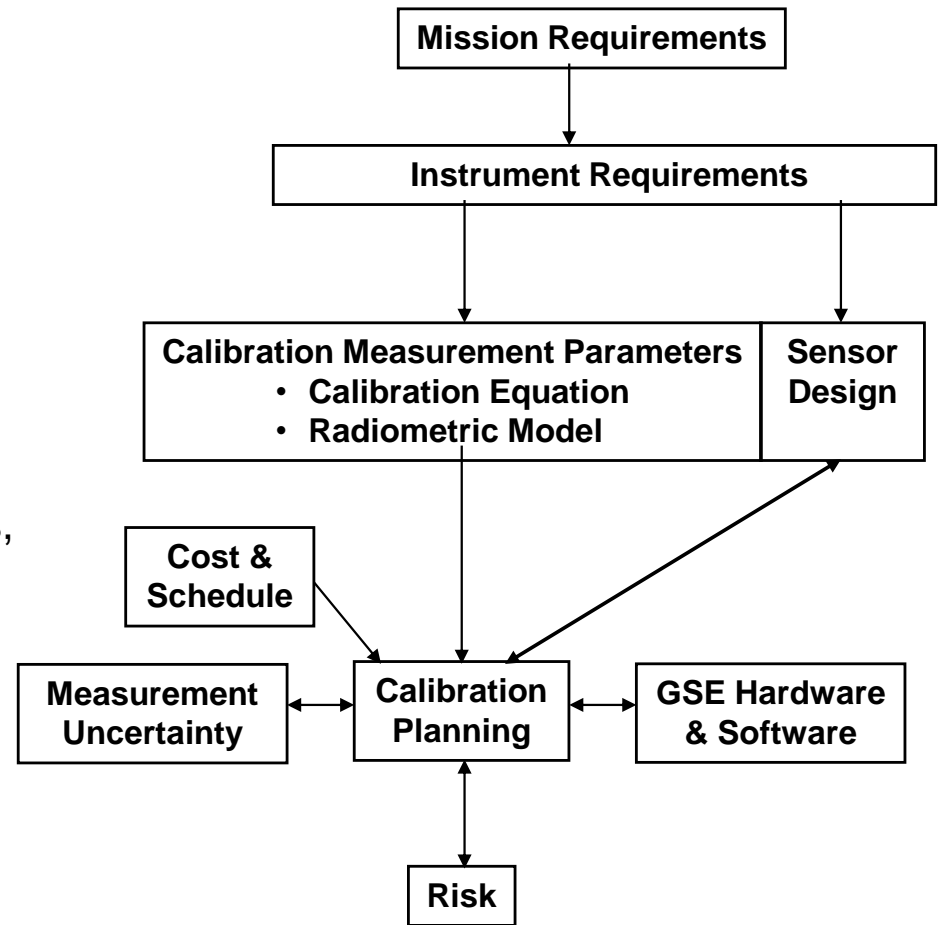 Mission Requirements
Instrument Requirements
Calibration Measurement Parameters
• Calibration Equation
• Radiometric Model
Sensor
Design
,
Cost &
Schedule
Measurement
Uncertainty
Calibration
Planning
GSE Hardware
& Software
Risk